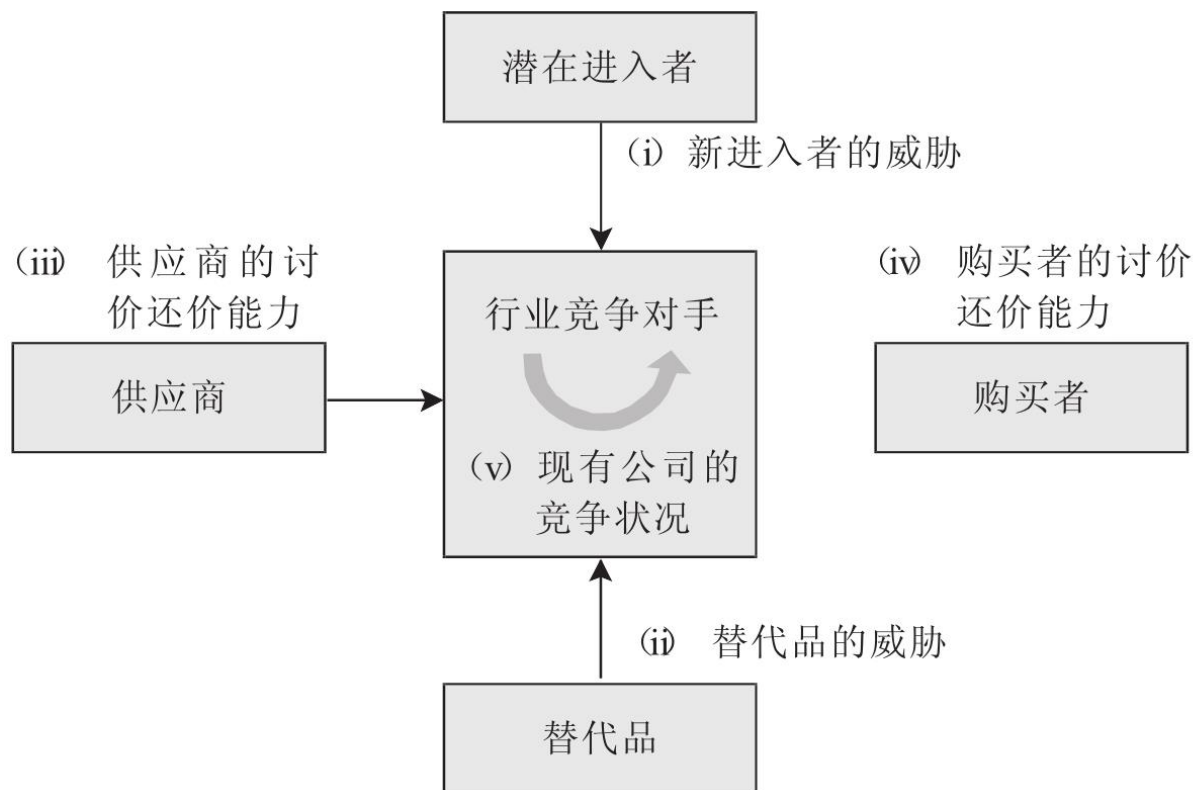 潜在进入者
(i) 新进入者的威胁
(iii) 供应商的讨
价还价能力
供应商
行业竞争对手
(v) 现有公司的
竞争状况
(iv) 购买者的讨价
还价能力
购买者
(ii) 替代品的威胁
替代品